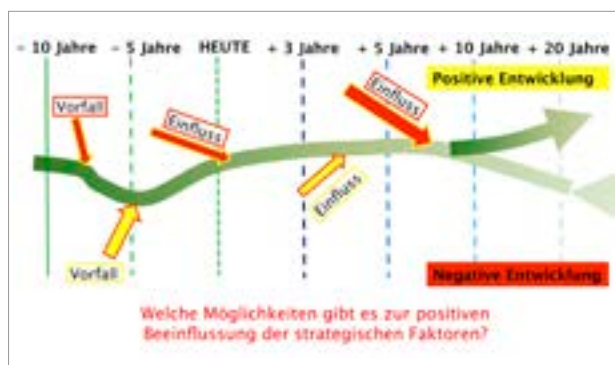 – 10 Jahre – 5 Jahre HEUTE + 3 Jahre + 5 Jahre + 10 Jahre + 20 Jahre
Einfluss
Positive Entwicklung
Vorfall
Einfluss
Einfluss
Vorfall
Negative Entwicklung
Welche Möglichkeiten gibt es zur positiven
Beeinflussung der strategischen Faktoren?